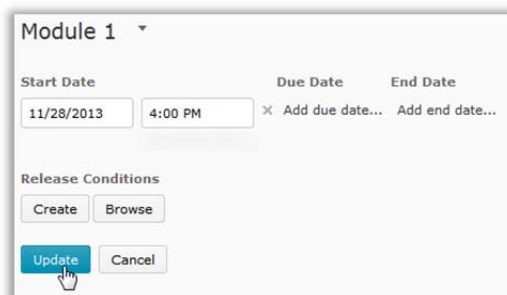 Module 1
Start Date Due Date End Date
11/28/2013 4:00 PM × Add due date... Add end date...
Release Conditions
Create Browse
Update Cancel